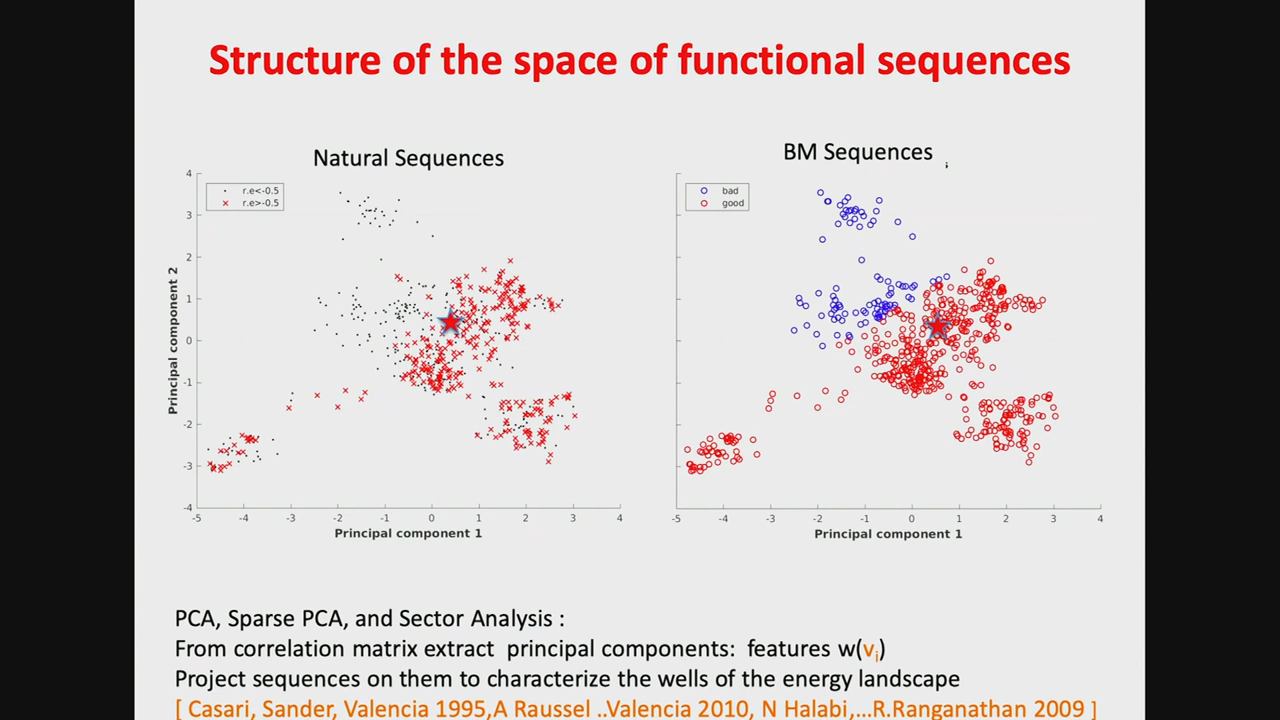 Structure of the space of functional sequences
Natural Sequences
BM Sequences ;
r.e<-0.5
r.e>-0.5
bad
good
4
3
2
1
0
-1
-2
-3
-4
Principal component 2
-5 -4 -3 -2 -1 0 1 2 3 4
-5 -4 -3 -2 -1 0 1 2 3 4
Principal component 1
Principal component 1
PCA, Sparse PCA, and Sector Analysis :
From correlation matrix extract principal components: features w(vi)
Project sequences on them to characterize the wells of the energy landscape
[ Casari, Sander, Valencia 1995,A Raussel ..Valencia 2010, N Halabi,...R.Ranganathan 2009 ]